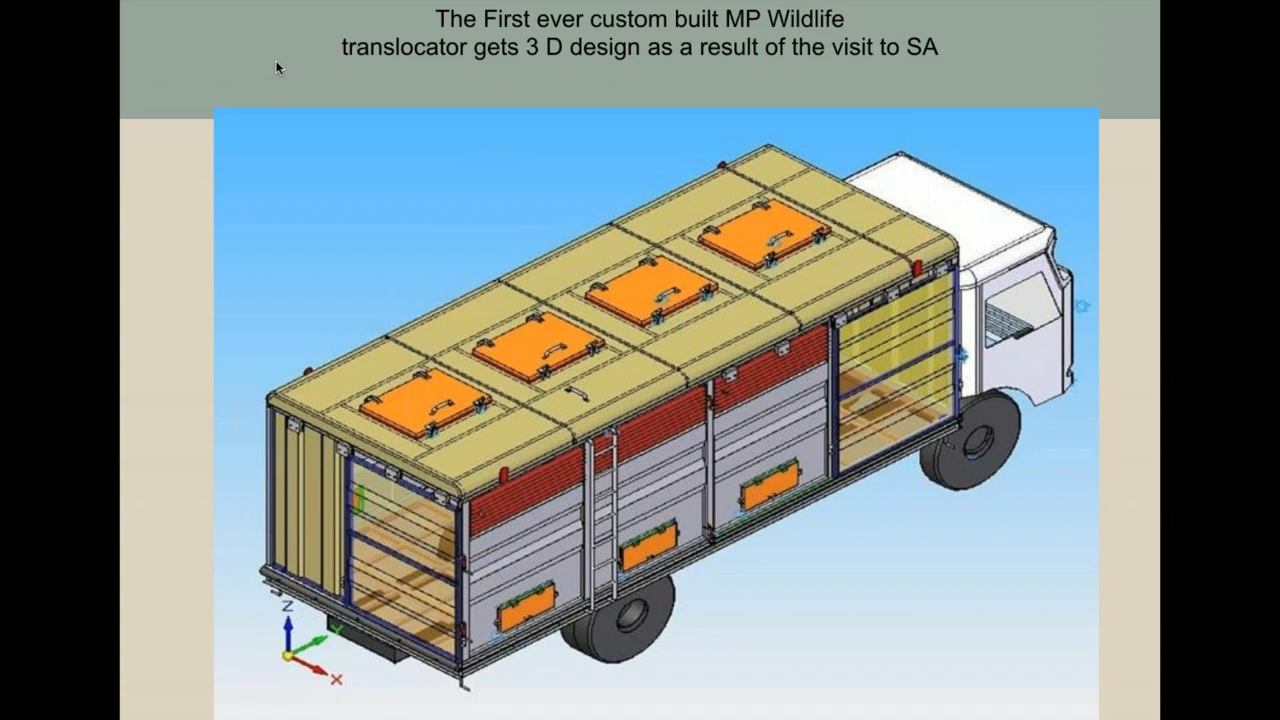 The First ever custom built MP Wildlife
translocator gets 3 D design as a result of the visit to SA
Z
Y
X